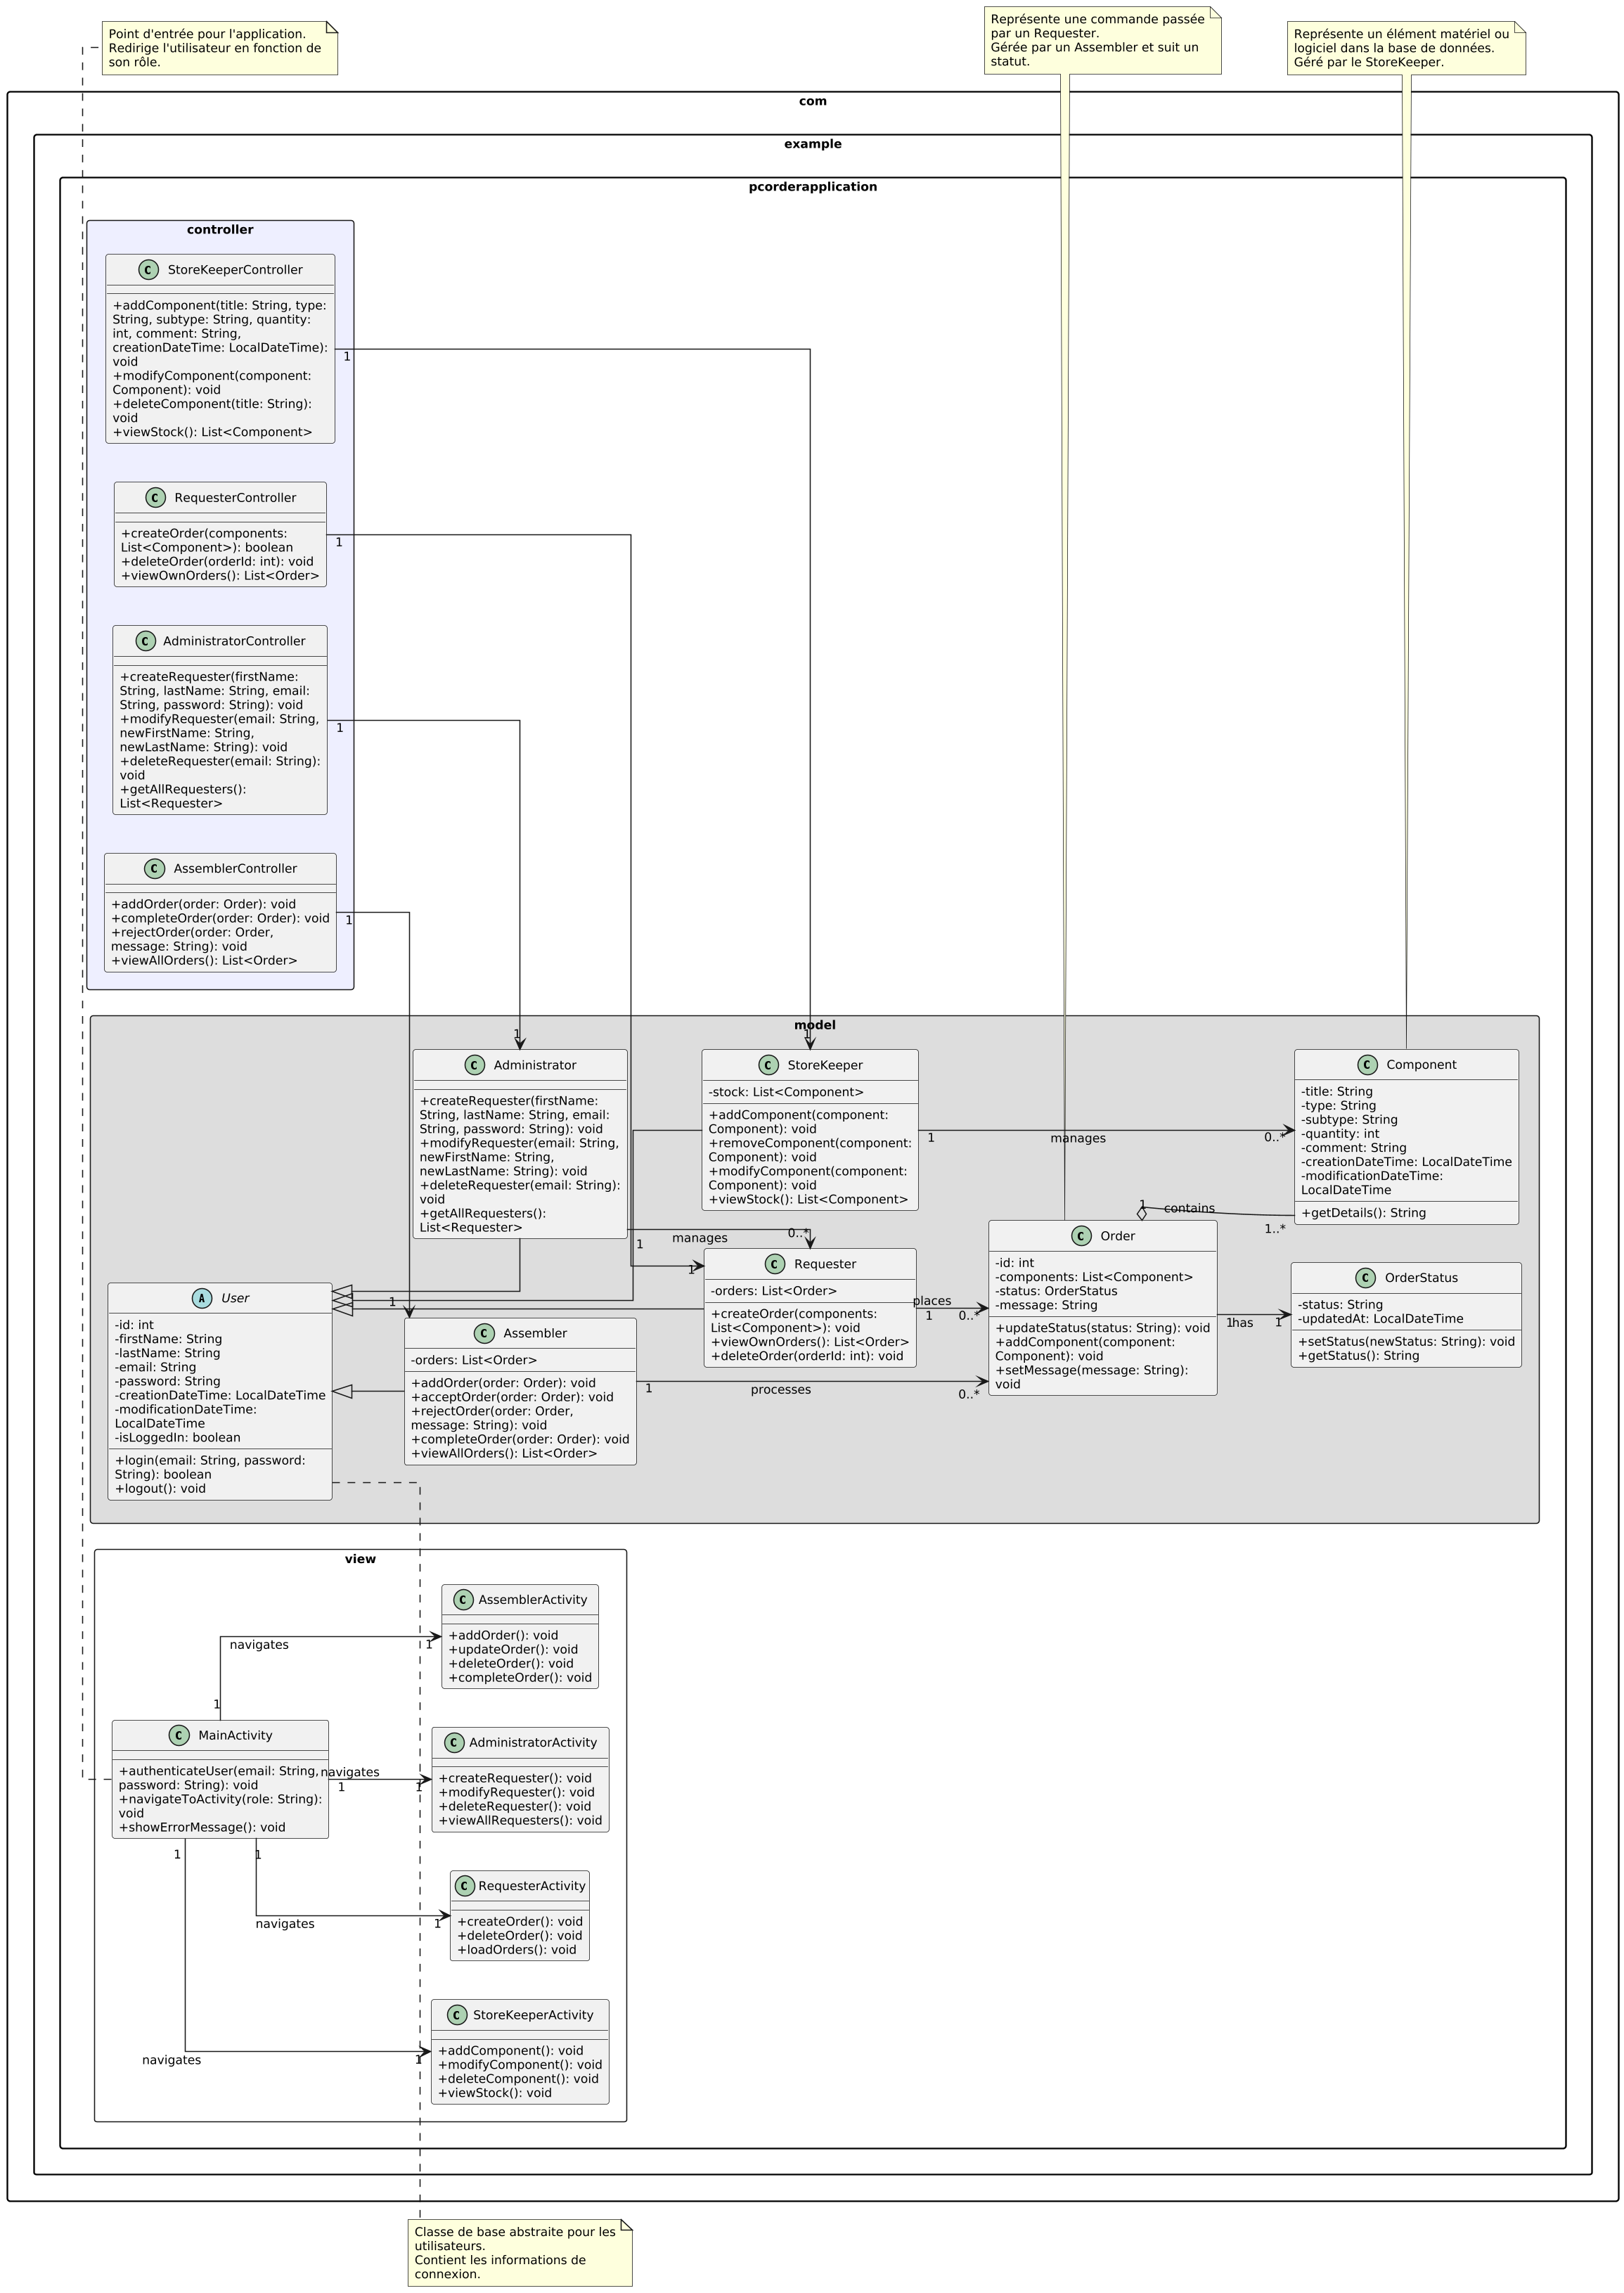 Point d'entrée pour l'application.
Redirige l'utilisateur en fonction de
son rôle.
Représente une commande passée
par un Requester.
Gérée par un Assembler et suit un
statut.
Représente un élément matériel ou
logiciel dans la base de données.
Géré par le StoreKeeper.
com
example
pcorderapplication
controller
C StoreKeeperController
+addComponent(title: String, type:
String, subtype: String, quantity:
int, comment: String,
creationDateTime: LocalDateTime):
void
+modifyComponent(component:
Component): void
+deleteComponent(title: String):
void
+viewStock(): List<Component>
1
C RequesterController
+createOrder(components:
List<Component>): boolean
+deleteOrder(orderId: int): void
+viewOwnOrders(): List<Order>
1
C AdministratorController
+createRequester(firstName:
String, lastName: String, email:
String, password: String): void
+modifyRequester(email: String,
newFirstName: String,
newLastName: String): void
+deleteRequester(email: String):
void
+getAllRequesters():
List<Requester>
1
C AssemblerController
+addOrder(order: Order): void
+completeOrder(order: Order): void
+rejectOrder(order: Order,
message: String): void
+viewAllOrders(): List<Order>
1
model
1
1
C Administrator
+createRequester(firstName:
String, lastName: String, email:
String, password: String): void
+modifyRequester(email: String,
newFirstName: String,
newLastName: String): void
+deleteRequester(email: String):
void
+getAllRequesters():
List<Requester>
C StoreKeeper
-stock: List<Component>
+addComponent(component:
Component): void
+removeComponent(component:
Component): void
+modifyComponent(component:
Component): void
+viewStock(): List<Component>
1
manages
0..*
C Component
-title: String
-type: String
-subtype: String
-quantity: int
-comment: String
-creationDateTime: LocalDateTime
-modificationDateTime:
LocalDateTime
+getDetails(): String
1
contains
1..*
1
manages
0..*
1
C Requester
-orders: List<Order>
+createOrder(components:
List<Component>): void
+viewOwnOrders(): List<Order>
+deleteOrder(orderId: int): void
places
1
0..*
C Order
-id: int
-components: List<Component>
-status: OrderStatus
-message: String
+updateStatus(status: String): void
+addComponent(component:
Component): void
+setMessage(message: String):
void
1
has
1
C OrderStatus
-status: String
-updatedAt: LocalDateTime
+setStatus(newStatus: String): void
+getStatus(): String
A User
-id: int
-firstName: String
-lastName: String
-email: String
-password: String
-creationDateTime: LocalDateTime
-modificationDateTime:
LocalDateTime
-isLoggedIn: boolean
+login(email: String, password:
String): boolean
+logout(): void
1
C Assembler
-orders: List<Order>
+addOrder(order: Order): void
+acceptOrder(order: Order): void
+rejectOrder(order: Order,
message: String): void
+completeOrder(order: Order): void
+viewAllOrders(): List<Order>
1
processes
0..*
view
C AssemblerActivity
+addOrder(): void
+updateOrder(): void
+deleteOrder(): void
+completeOrder(): void
navigates
1
1
C MainActivity
+authenticateUser(email: String,
password: String): void
+navigateToActivity(role: String):
void
+showErrorMessage(): void
navigates
1
1
C AdministratorActivity
+createRequester(): void
+modifyRequester(): void
+deleteRequester(): void
+viewAllRequesters(): void
1
1
C RequesterActivity
+createOrder(): void
+deleteOrder(): void
+loadOrders(): void
navigates
1
C StoreKeeperActivity
+addComponent(): void
+modifyComponent(): void
+deleteComponent(): void
+viewStock(): void
navigates
1
Classe de base abstraite pour les
utilisateurs.
Contient les informations de
connexion.